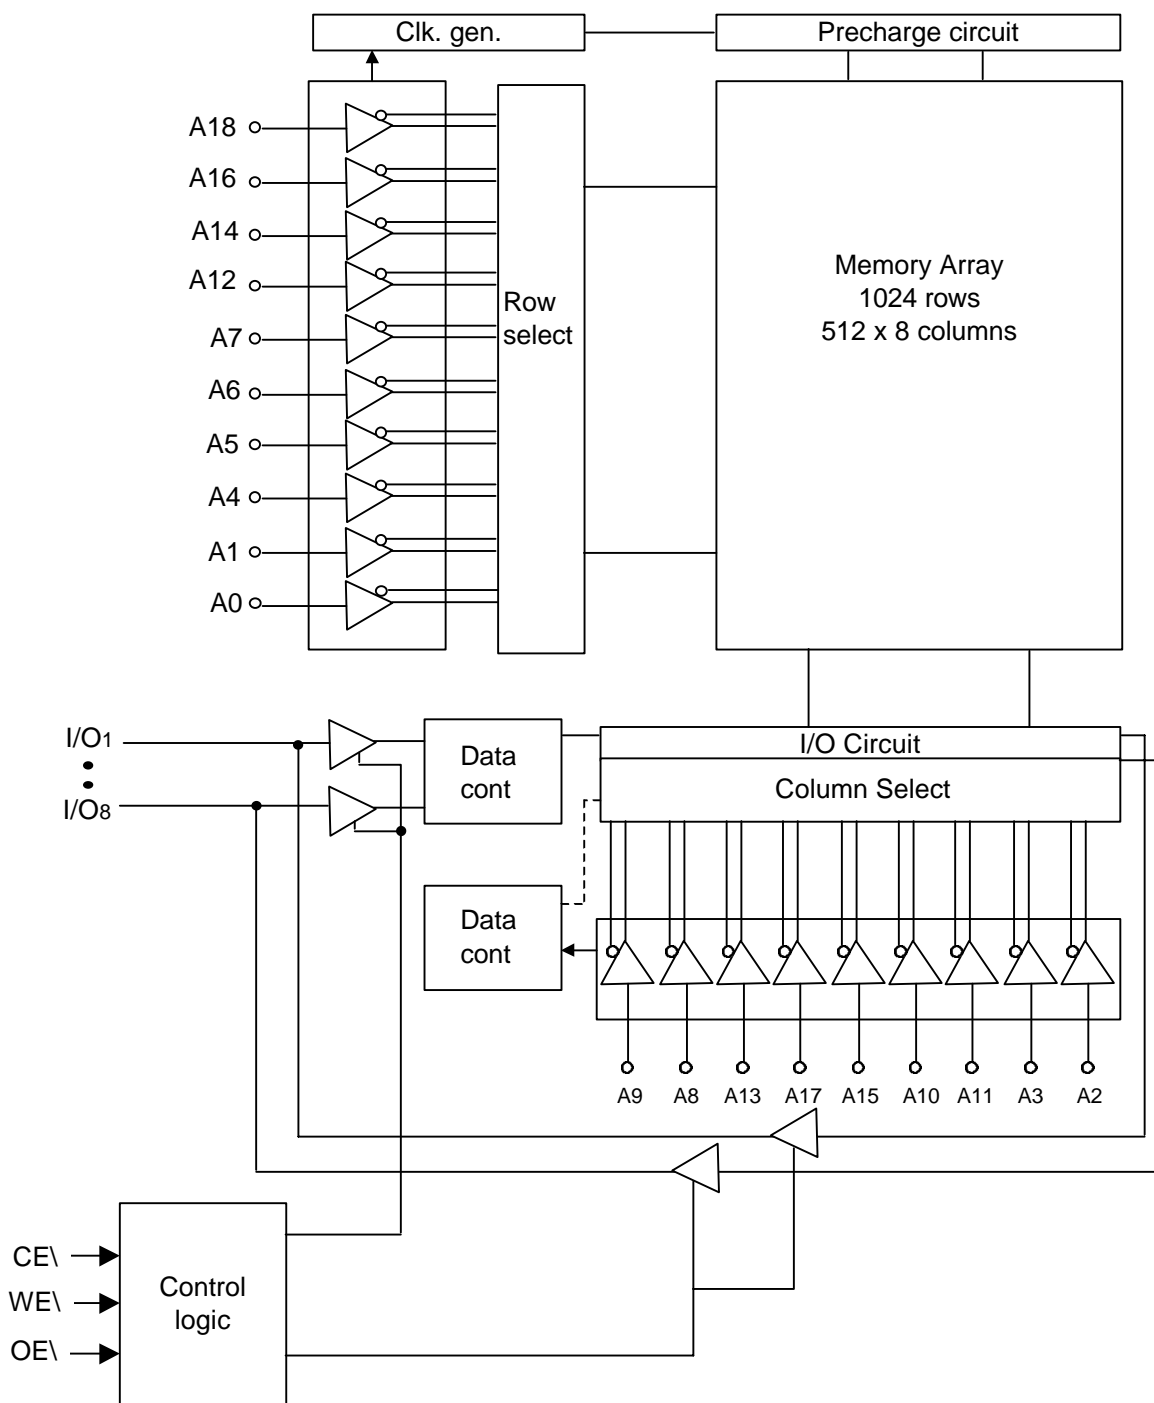 Clk. gen.
Precharge circuit
A18
A16
A14
A12
A7
A6
A5
A4
A1
A0
Row
select
Memory Array
1024 rows
512 x 8 columns
I/O1
I/O8
Data
cont
I/O Circuit
Column Select
Data
cont
A9 A8 A13 A17 A15 A10 A11 A3 A2
CE\
WE\
OE\
Control
logic